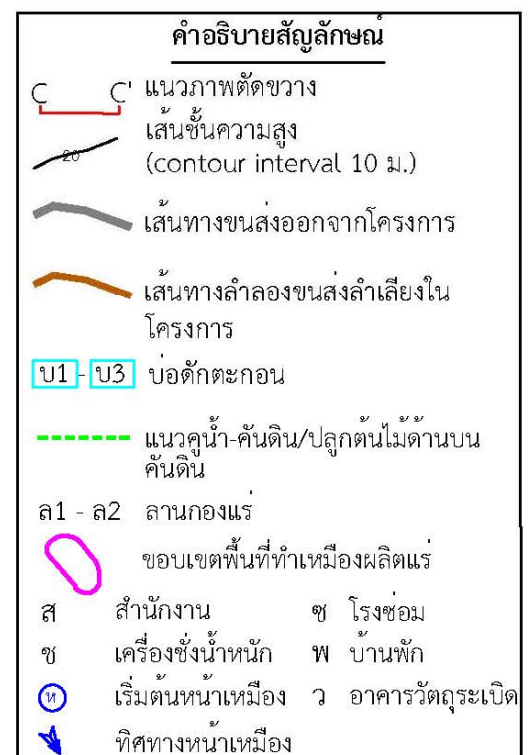 คำอธิบายสัญลักษณ์
C C' แนวภาพตัดขวาง
เส้นชั้นความสูง
20 (contour interval 10 ม.)
เส้นทางขนส่งออกจากโครงการ
เส้นทางลำลองขนส่งลำเลียงใน
โครงการ
บ1 - บ3 บ่อดักตะกอน
แนวคูน้ำ-คันดิน/ปลูกต้นไม้ด้านบน
คันดิน
ล1 - ล2 ลานกองแร่
ขอบเขตพื้นที่ทำเหมืองผลิตแร่
ส สำนักงาน ซ โรงซ่อม
ช เครื่องชั่งน้ำหนัก พ บ้านพัก
ห เริ่มต้นหน้าเหมือง ว อาคารวัตถุระเบิด
ทิศทางหน้าเหมือง